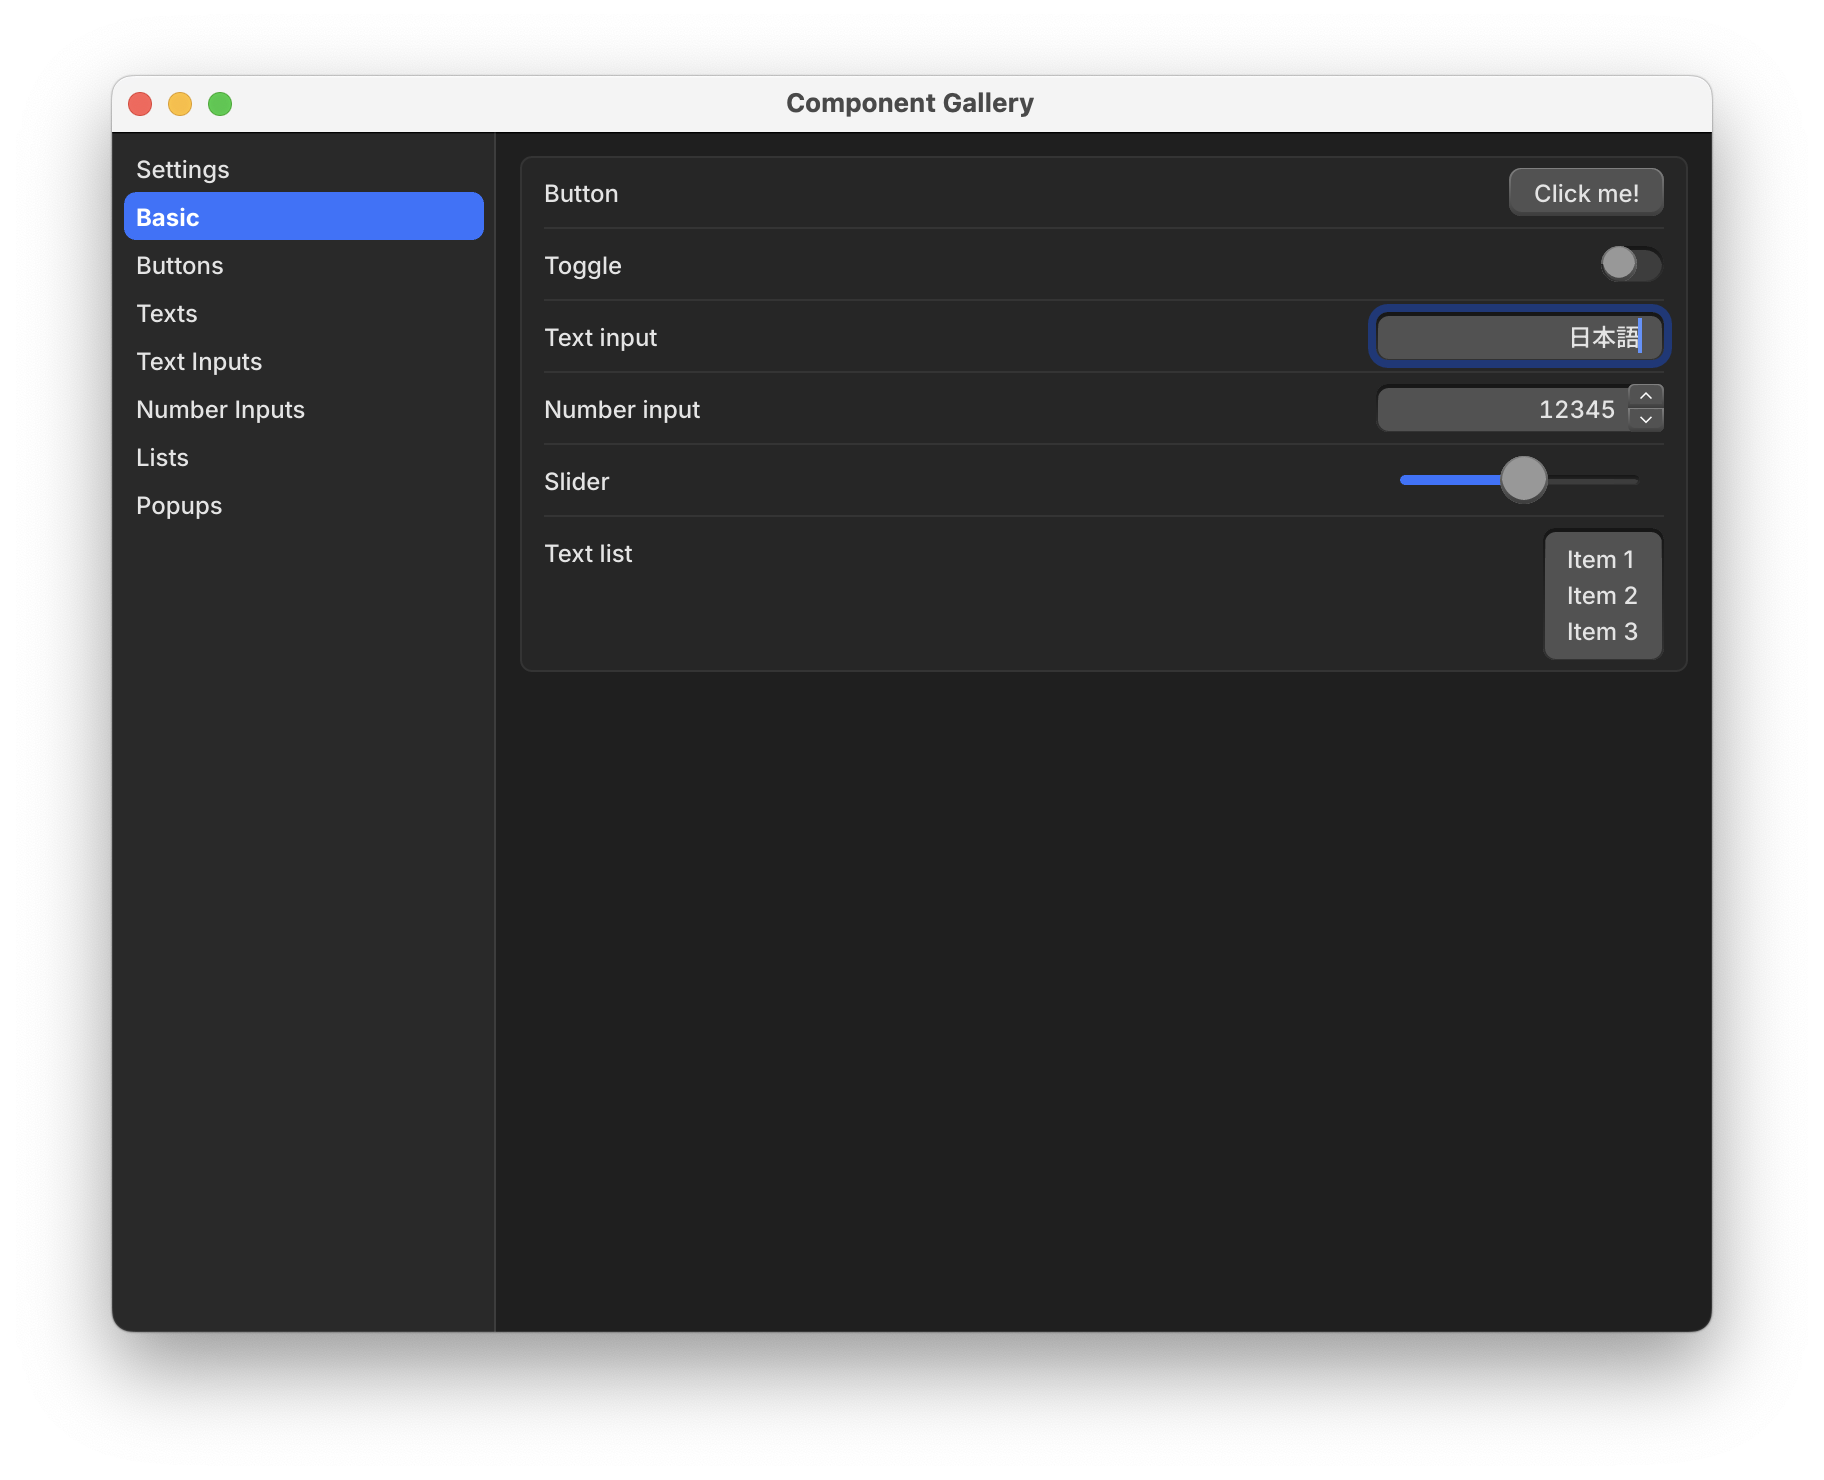 Component Gallery
Settings
Basic
Buttons
Texts
Text Inputs
Number Inputs
Lists
Popups
Button
Click me!
Toggle
Text input
日本語
Number input
12345
Slider
Text list
Item 1
Item 2
Item 3